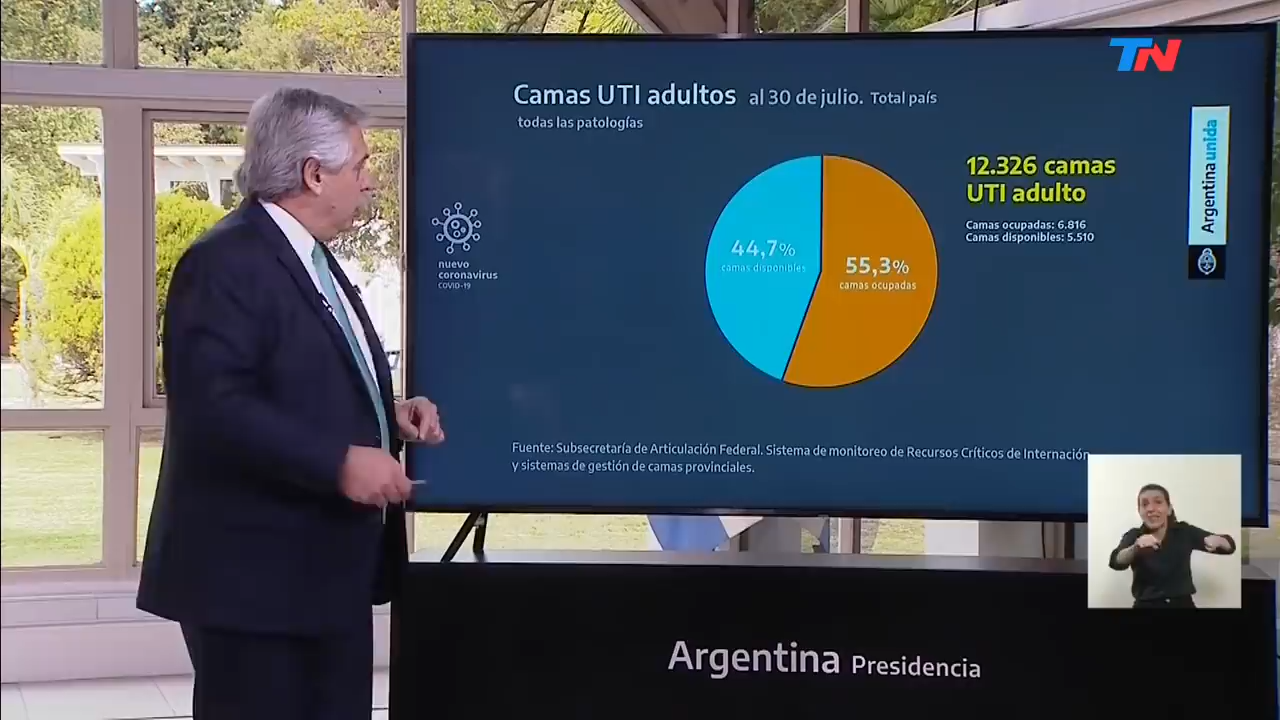 TN
Camas UTI adultos al 30 de julio. Total país
todas las patologías
12.326 camas
UTI adulto
Camas ocupadas: 6.816
Camas disponibles: 5.510
Argentina unida
44,7%
camas disponibles
55,3%
camas ocupadas
nuevo
coronavirus
COVID-19
Fuente: Subsecretaría de Articulación Federal. Sistema de monitoreo de Recursos Críticos de Internación
y sistemas de gestión de camas provinciales.
Argentina Presidencia